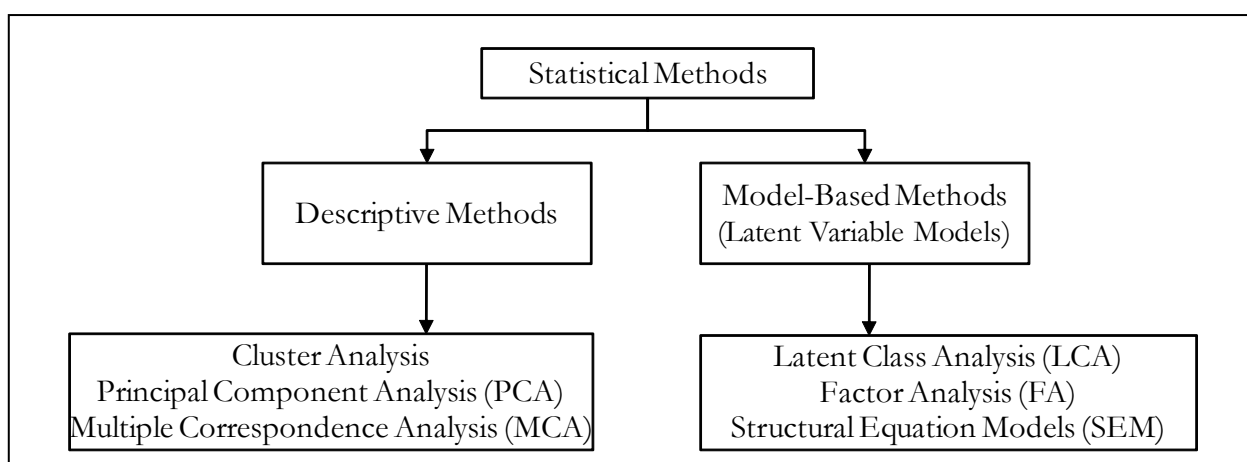 Statistical Methods
Descriptive Methods
Model-Based Methods
(Latent Variable Models)
Cluster Analysis
Principal Component Analysis (PCA)
Multiple Correspondence Analysis (MCA)
Latent Class Analysis (LCA)
Factor Analysis (FA)
Structural Equation Models (SEM)